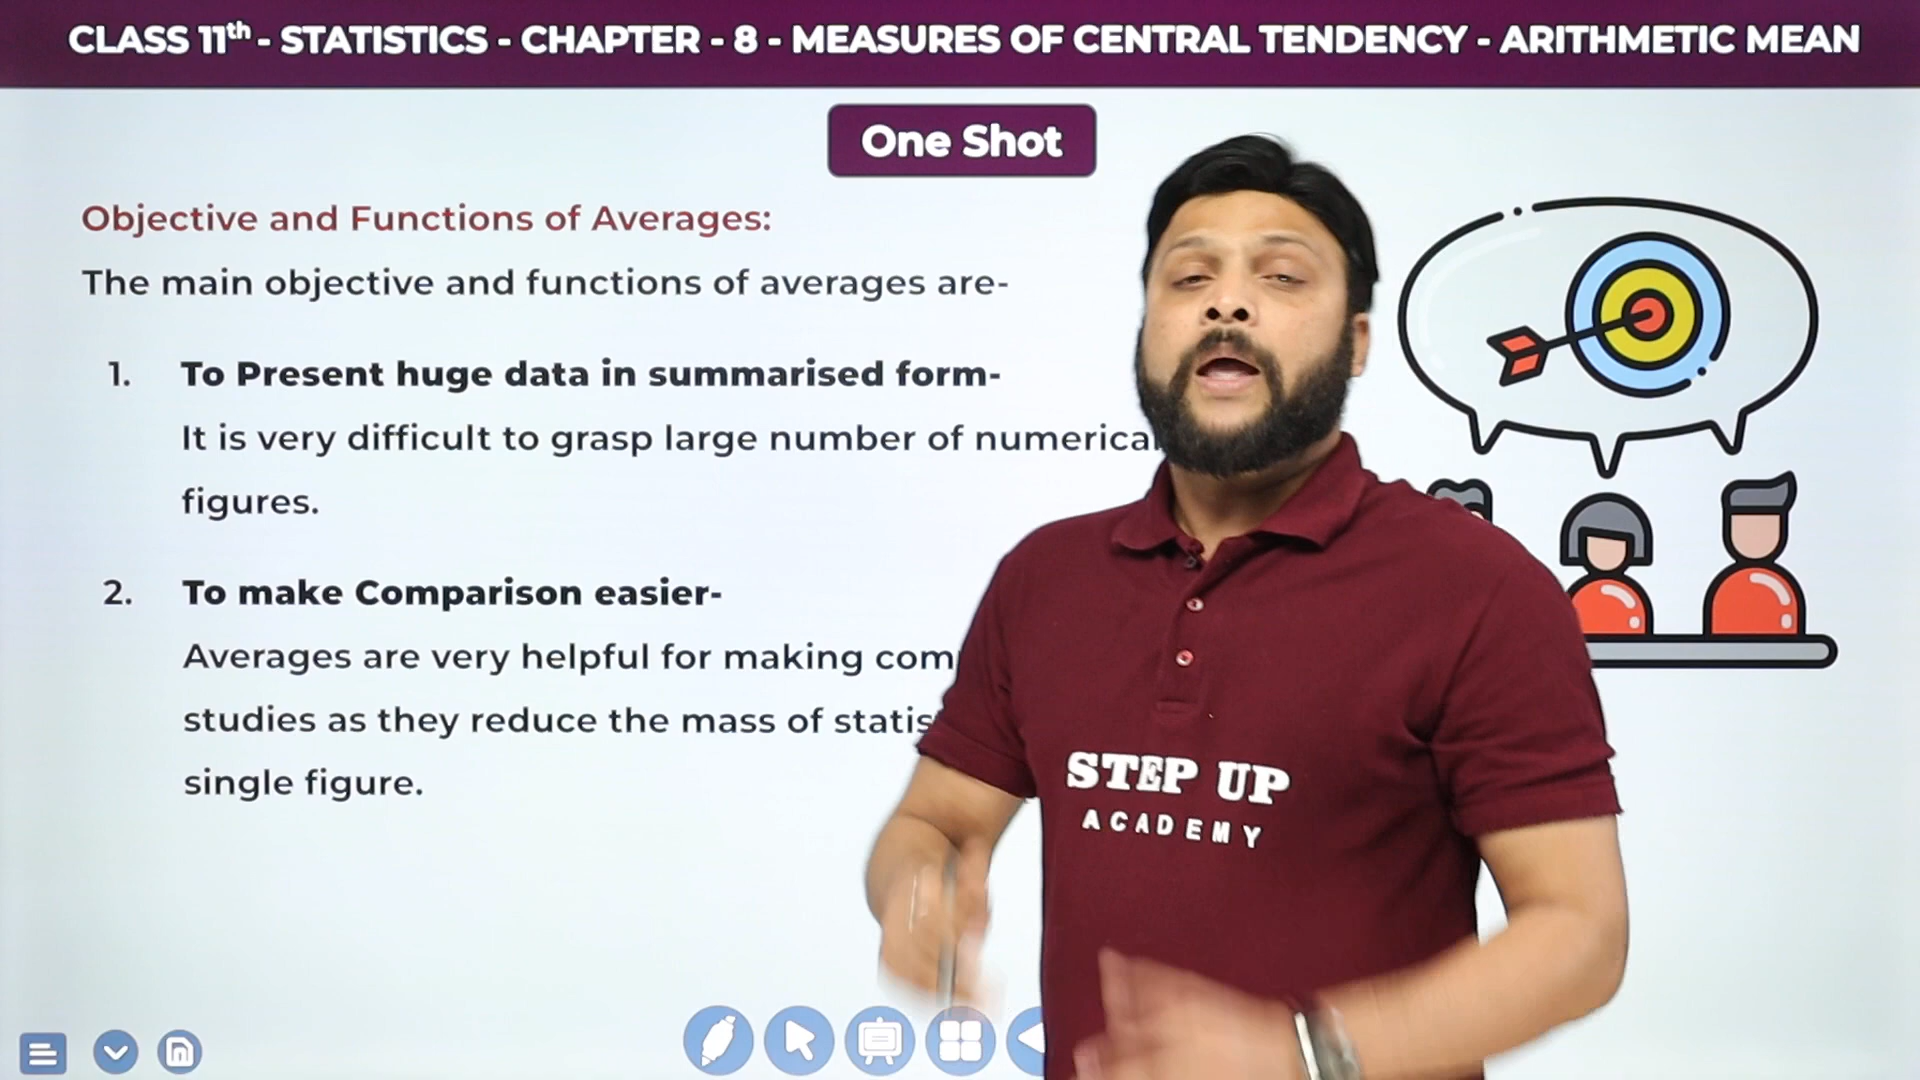 CLASS 11th - STATISTICS - CHAPTER - 8 - MEASURES OF CENTRAL TENDENCY - ARITHMETIC MEAN
One Shot
Objective and Functions of Averages:
The main objective and functions of averages are-
1. To Present huge data in summarised form-
It is very difficult to grasp large number of numerical
figures.
2. To make Comparison easier-
Averages are very helpful for making
studies as they reduce the mass of
single figure.
STEP UP
ACADEMY